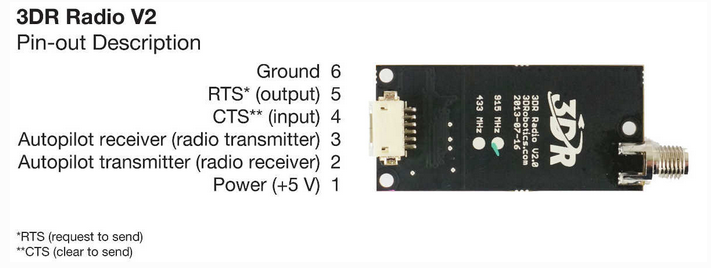 3DR Radio V2
Pin-out Description
Ground 6
RTS* (output) 5
CTS** (input) 4
Autopilot receiver (radio transmitter) 3
Autopilot transmitter (radio receiver) 2
Power (+5 V) 1
3DR Radio V2.0
3DRobotics.com
2013-07-16
915 MHz
433 MHz
3DR
*RTS (request to send)
**CTS (clear to send)